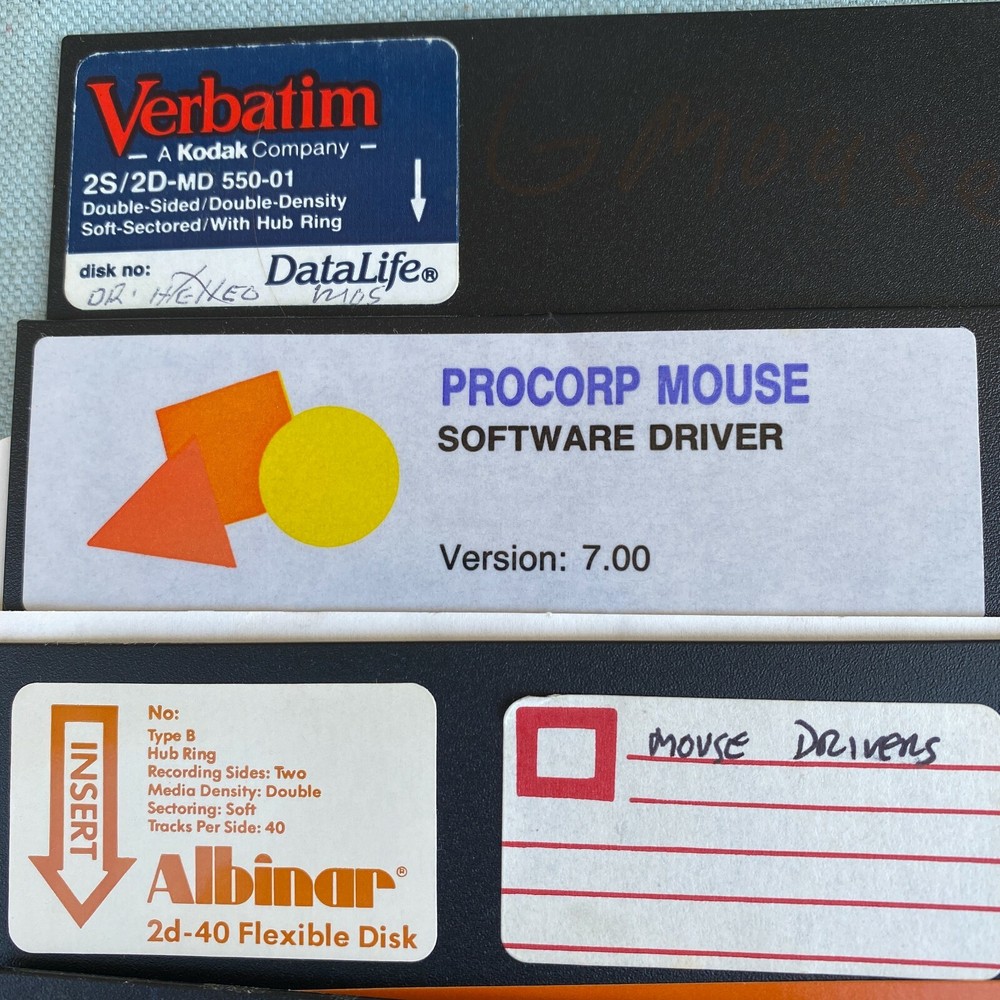 Verbatim
– A Kodak Company –
2S/2D-MD 550-01
Double-Sided/Double-Density
Soft-Sectored/With Hub Ring
disk no:
DataLife®
DR.
PROCORP MOUSE
SOFTWARE DRIVER
Version: 7.00
INSERT
No:
Type B
Hub Ring
Recording Sides: Two
Media Density: Double
Sectoring: Soft
Tracks Per Side: 40
Albinar®
2d-40 Flexible Disk
MOUSE DRIVERS